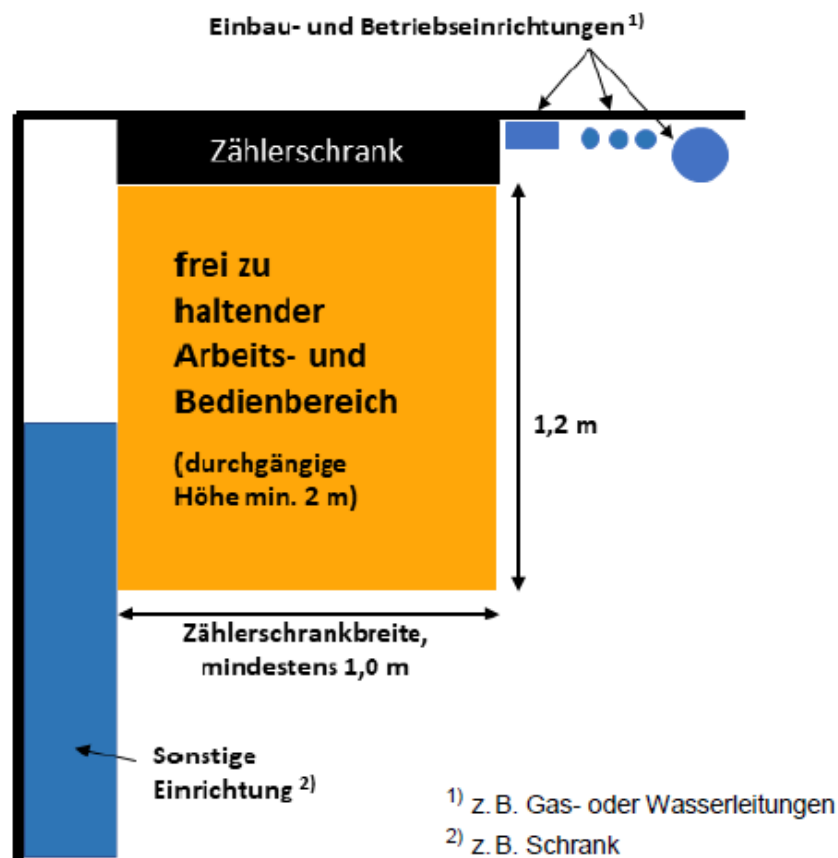 Einbau- und Betriebseinrichtungen 1)
Zählerschrank
frei zu
haltender
Arbeits- und
Bedienbereich
(durchgängige
Höhe min. 2 m)
1,2 m
Zählerschrankbreite,
mindestens 1,0 m
Sonstige
Einrichtung 2)
1) z. B. Gas- oder Wasserleitungen
2) z. B. Schrank